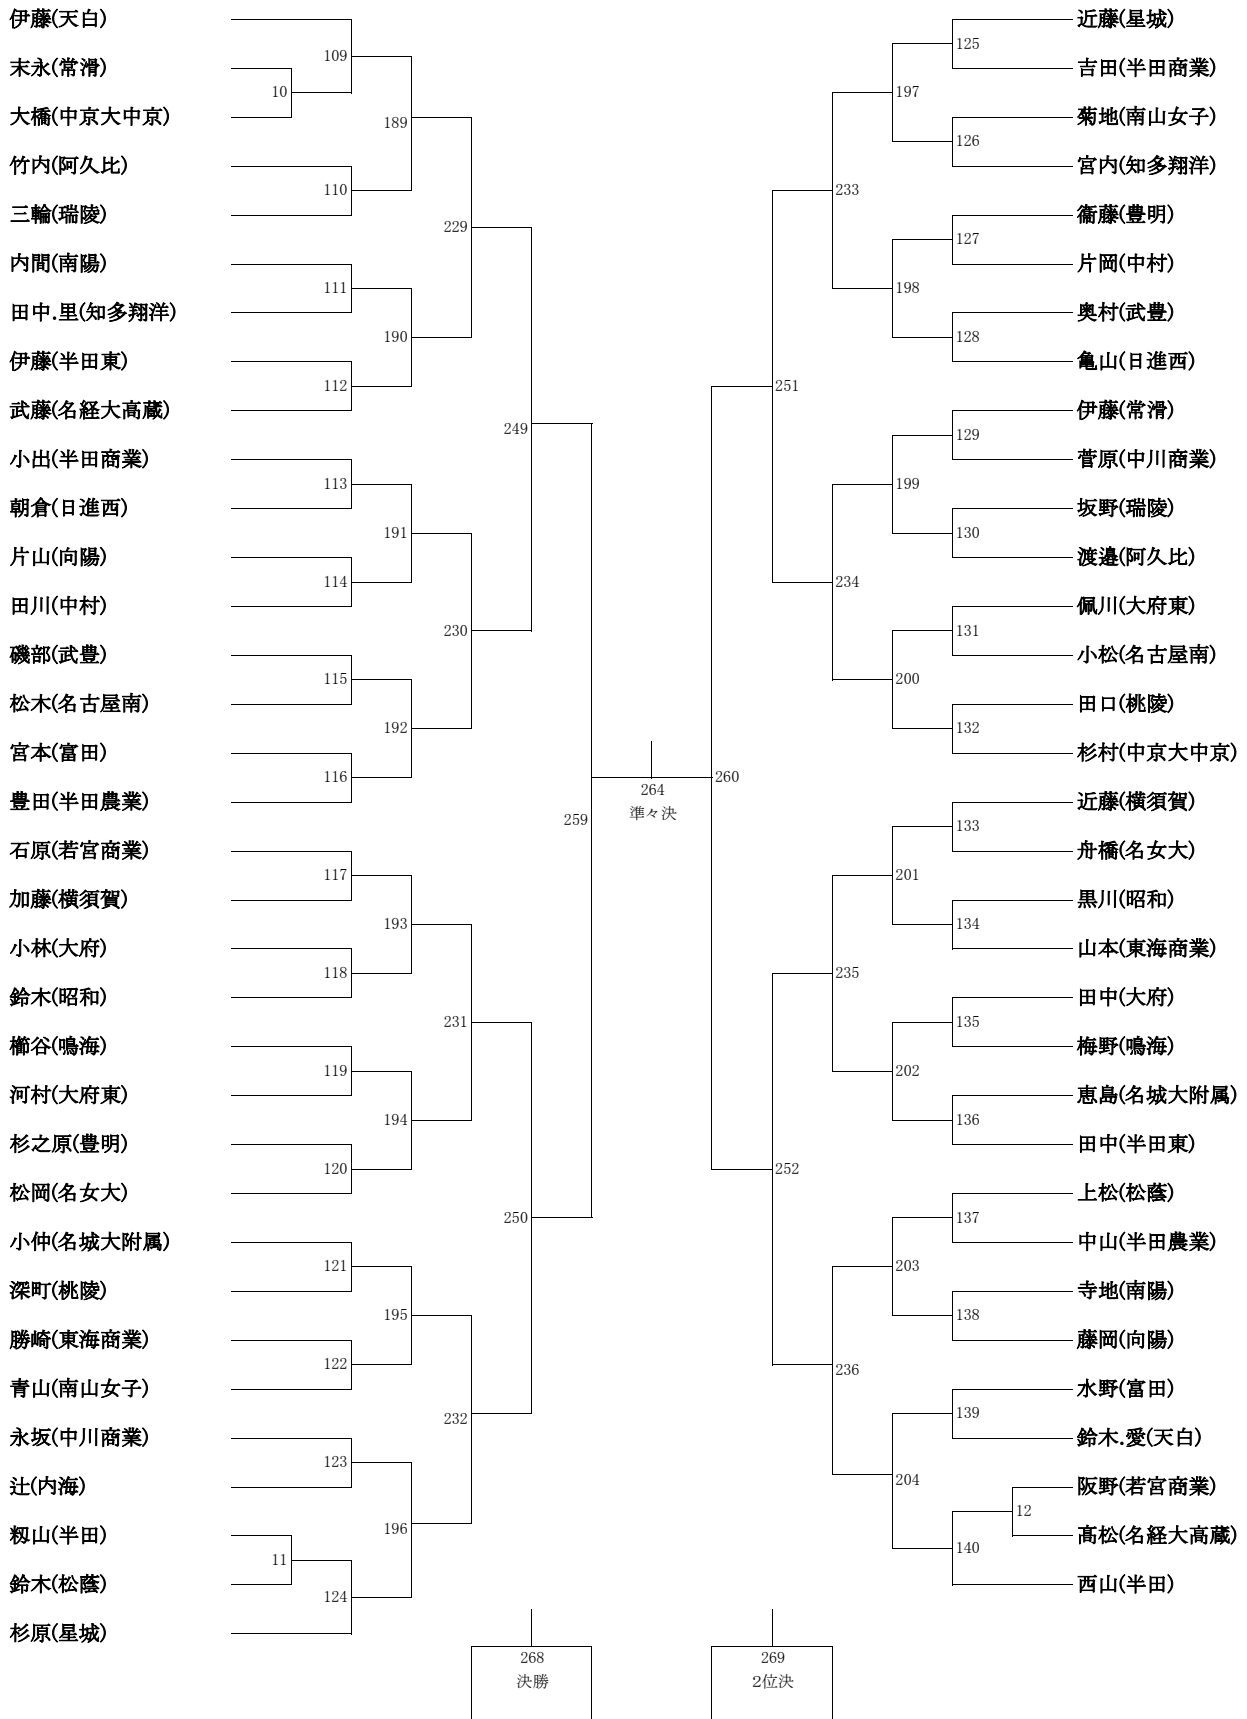 伊藤(天白)
末永(常滑)
大橋(中京大中京)
竹内(阿久比)
三輪(瑞陵)
内間(南陽)
田中.里(知多翔洋)
伊藤(半田東)
武藤(名経大高蔵)
小出(半田商業)
朝倉(日進西)
片山(向陽)
田川(中村)
磯部(武豊)
松木(名古屋南)
宮本(富田)
豊田(半田農業)
石原(若宮商業)
加藤(横須賀)
小林(大府)
鈴木(昭和)
櫛谷(鳴海)
河村(大府東)
杉之原(豊明)
松岡(名女大)
小仲(名城大附属)
深町(桃陵)
勝崎(東海商業)
青山(南山女子)
永坂(中川商業)
辻(内海)
籾山(半田)
鈴木(松蔭)
杉原(星城)
10
11
109
110
111
112
113
114
115
116
117
118
119
120
121
122
123
124
189
190
191
192
193
194
195
196
229
230
231
232
249
250
259
264
準々決
260
251
252
233
234
235
236
197
198
199
200
201
202
203
204
125
126
127
128
129
130
131
132
133
134
135
136
137
138
139
140
12
近藤(星城)
吉田(半田商業)
菊地(南山女子)
宮内(知多翔洋)
衞藤(豊明)
片岡(中村)
奥村(武豊)
亀山(日進西)
伊藤(常滑)
菅原(中川商業)
坂野(瑞陵)
渡邉(阿久比)
佩川(大府東)
小松(名古屋南)
田口(桃陵)
杉村(中京大中京)
近藤(横須賀)
舟橋(名女大)
黒川(昭和)
山本(東海商業)
田中(大府)
梅野(鳴海)
恵島(名城大附属)
田中(半田東)
上松(松蔭)
中山(半田農業)
寺地(南陽)
藤岡(向陽)
水野(富田)
鈴木.愛(天白)
阪野(若宮商業)
髙松(名経大高蔵)
西山(半田)
268
決勝
269
2位決